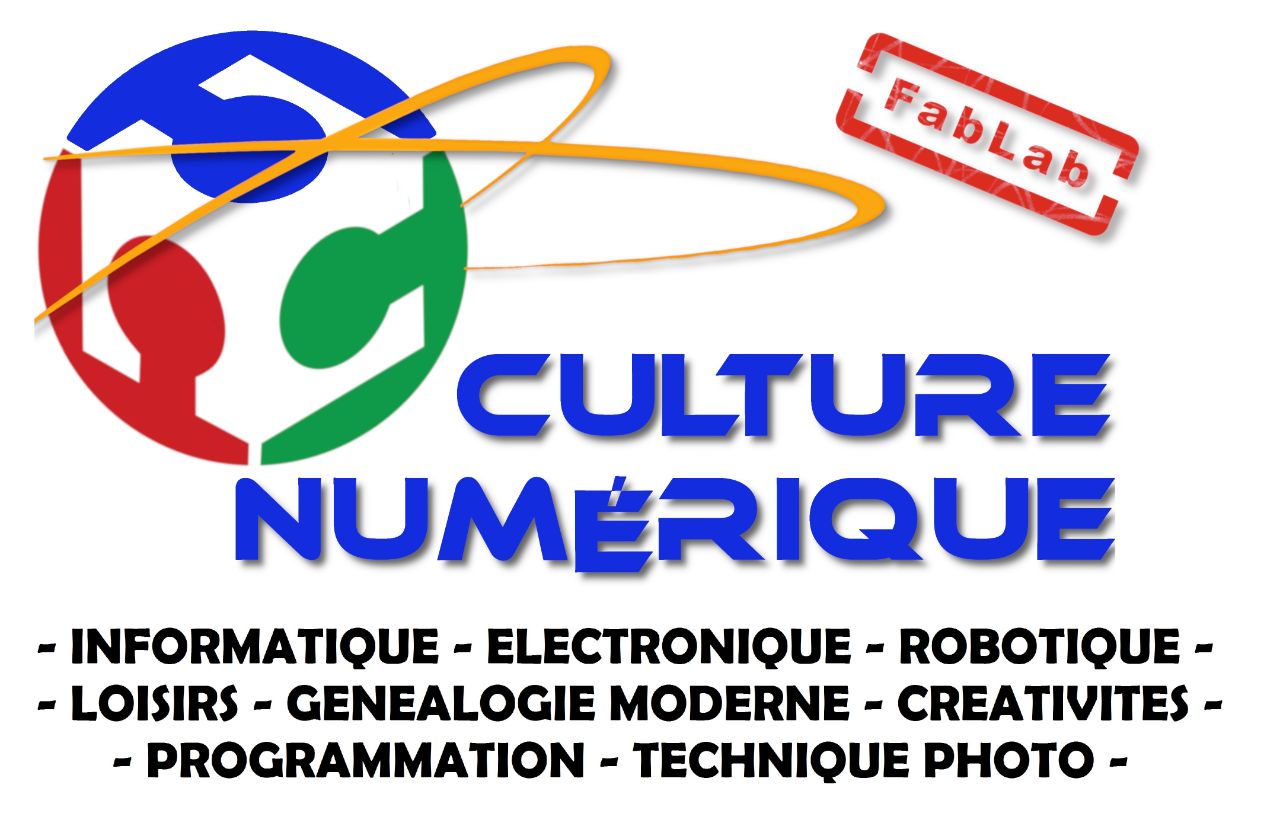 FabLab
CULTURE
NUMÉRIQUE
- INFORMATIQUE - ELECTRONIQUE - ROBOTIQUE -
- LOISIRS - GENEALOGIE MODERNE - CREATIVITES -
- PROGRAMMATION - TECHNIQUE PHOTO -